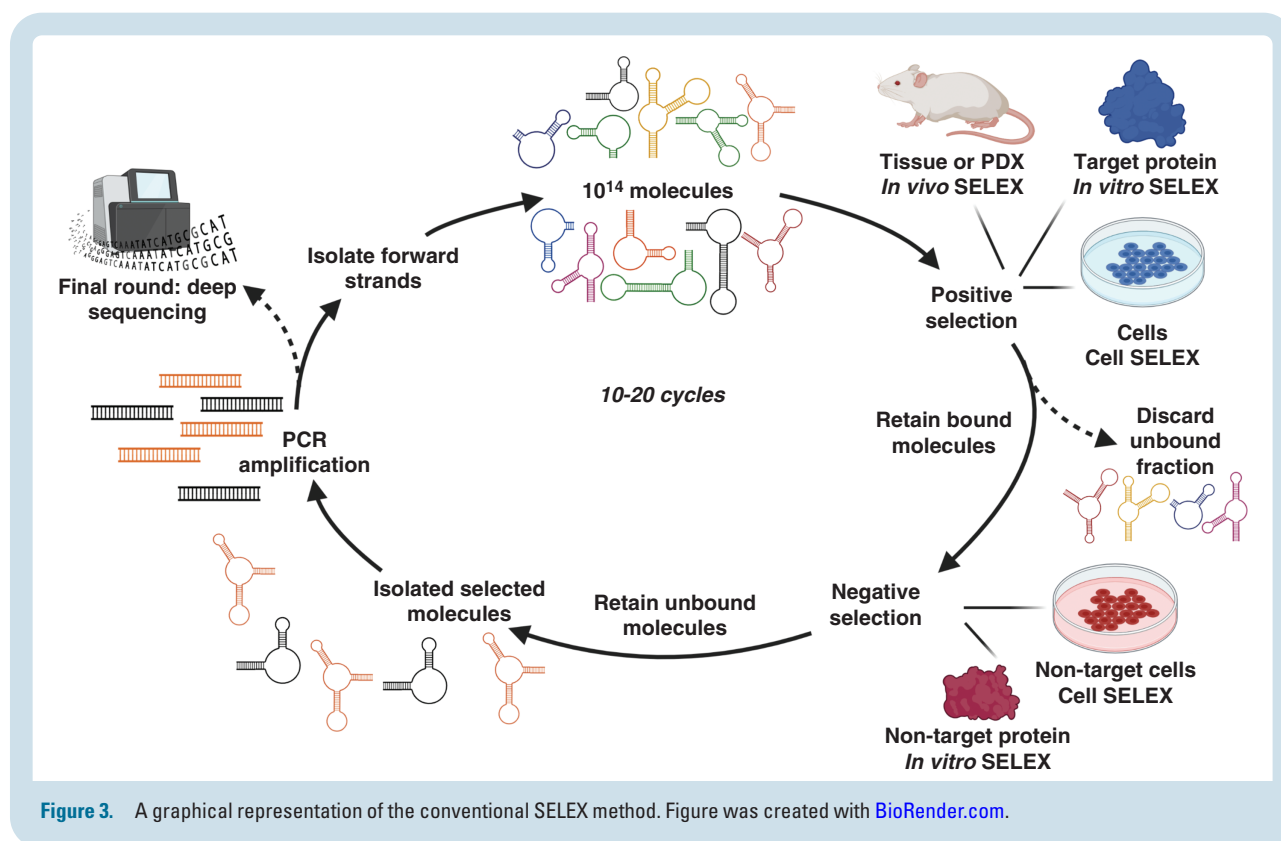 10¹⁴ molecules
Tissue or PDX
In vivo SELEX
Target protein
In vitro SELEX
Isolate forward
strands
Final round: deep
sequencing
Positive
selection
Cells
Cell SELEX
10-20 cycles
Retain bound
molecules
Discard
unbound
fraction
PCR
amplification
Isolated selected
molecules
Retain unbound
molecules
Negative
selection
Non-target cells
Cell SELEX
Non-target protein
In vitro SELEX
Figure 3. A graphical representation of the conventional SELEX method. Figure was created with BioRender.com.